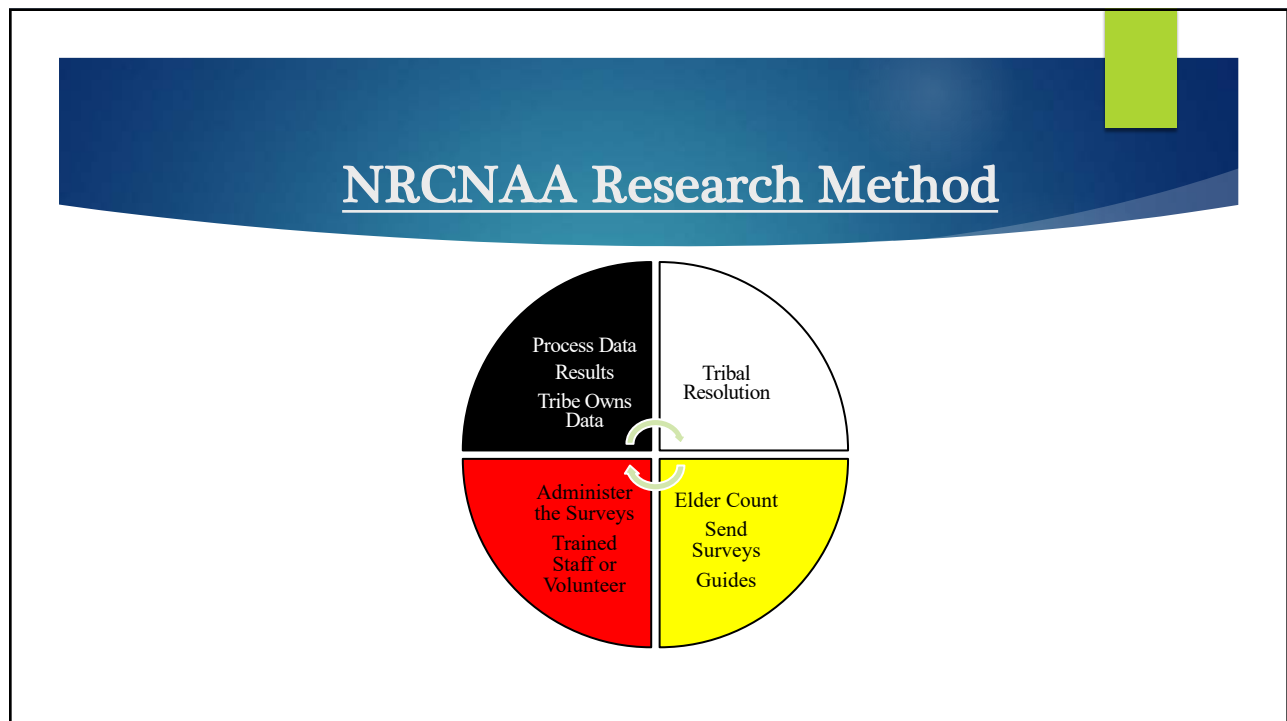 NRCNAA Research Method
Process Data
Results
Tribe Owns
Data
Tribal
Resolution
Administer
the Surveys
Trained
Staff or
Volunteer
Elder Count
Send
Surveys
Guides